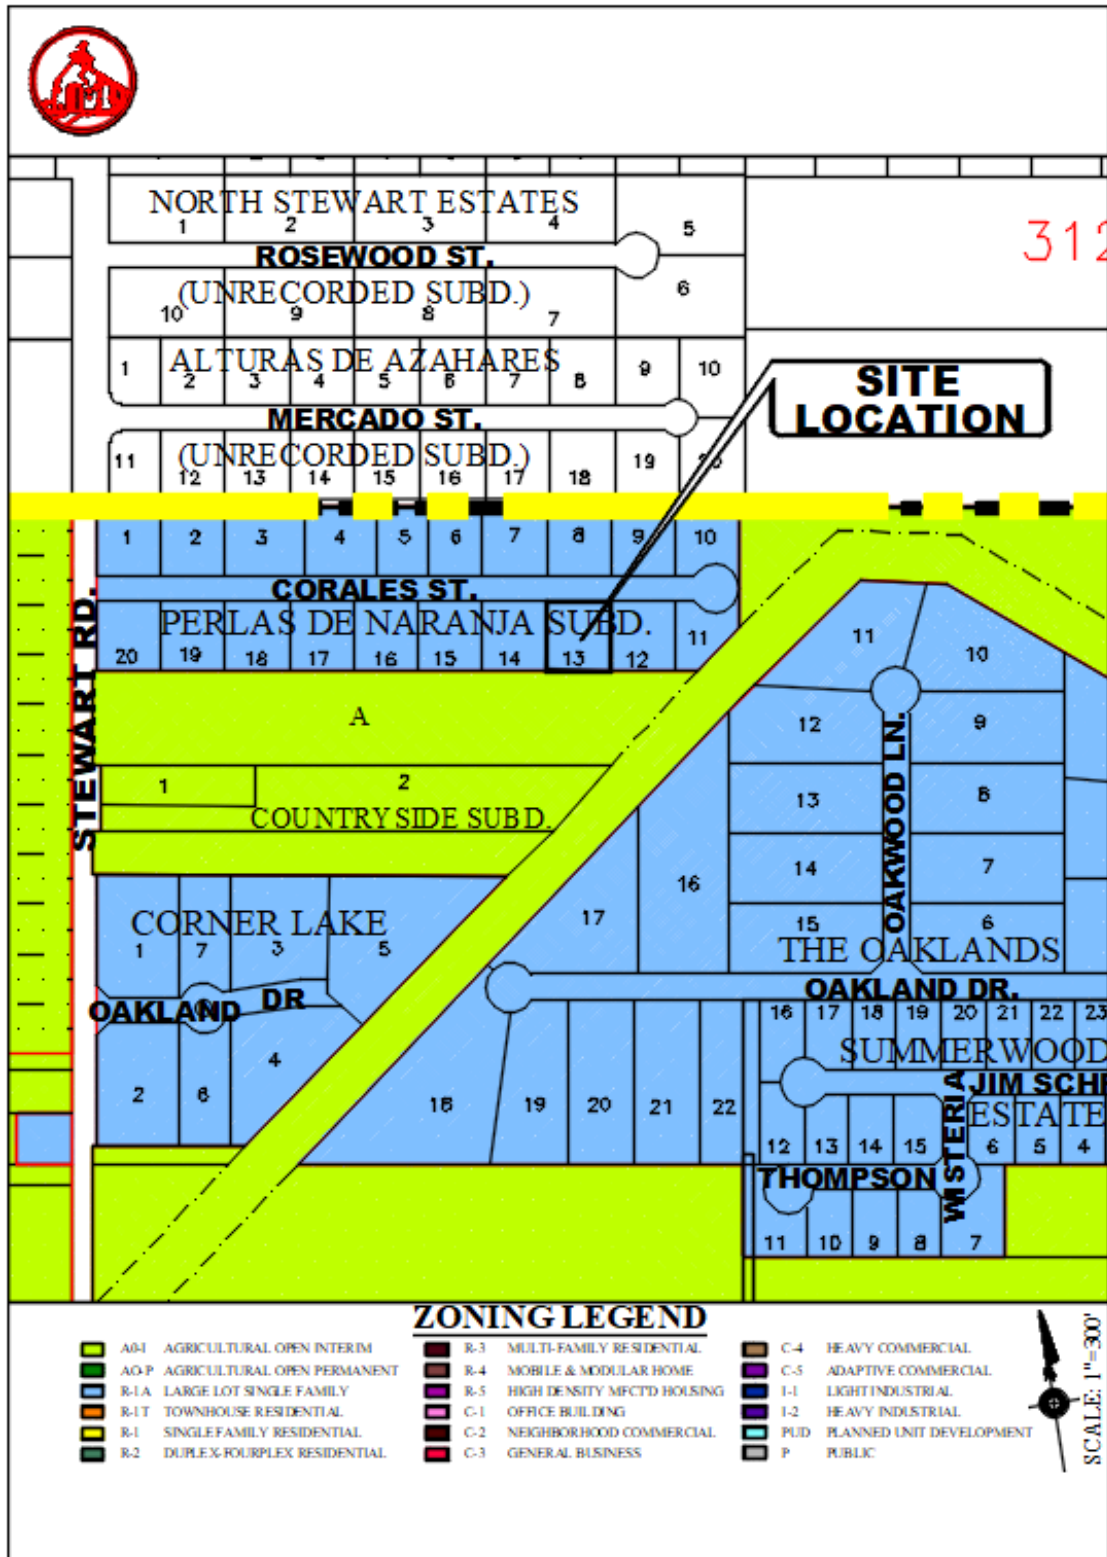 NORTH STEWART ESTATES
1 2 3 4 5
ROSEWOOD ST.
312
(UNRECORDED SUBD.)
10 9 8 7 6
ALTURAS DE AZAHARES
1 2 3 4 5 6 7 8 9 10
SITE
LOCATION
MERCADO ST.
(UNRECORDED SUBD.)
11 12 13 14 15 16 17 18 19
1 2 3 4 5 6 7 8 9 10
CORALES ST.
PERLAS DE NARANJA SUBD.
20 19 18 17 16 15 14 13 12 11
STEWART RD.
A
1 2
COUNTRY SIDE SUBD.
CORNER LAKE
1 7 3 5
OAKLAND DR
2 6 4
11 10
12 9
13 8
14 7
15 6
OAKWOOD LN.
16
17
THE OAKLANDS
OAKLAND DR.
18 19 20 21 22
16 17 18 19 20 21 22 23
SUMMERWOOD
JIM SCH
ESTATE
12 13 14 15 6 5 4
WISTERIA
THOMPSON
11 10 9 8 7
ZONING LEGEND
A0-I AGRICULTURAL OPEN INTERIM
AO-P AGRICULTURAL OPEN PERMANENT
R-1A LARGE LOT SINGLE FAMILY
R-1T TOWNHOUSE RESIDENTIAL
R-1 SINGLE FAMILY RESIDENTIAL
R-2 DUPLEX-FOURPLEX RESIDENTIAL
R-3 MULTI-FAMILY RESIDENTIAL
R-4 MOBILE & MODULAR HOME
R-5 HIGH DENSITY MFCT'D HOUSING
C-1 OFFICE BUILDING
C-2 NEIGHBORHOOD COMMERCIAL
C-3 GENERAL BUSINESS
C-4 HEAVY COMMERCIAL
C-5 ADAPTIVE COMMERCIAL
I-1 LIGHT INDUSTRIAL
I-2 HEAVY INDUSTRIAL
PUD PLANNED UNIT DEVELOPMENT
P PUBLIC
SCALE: 1"=300'